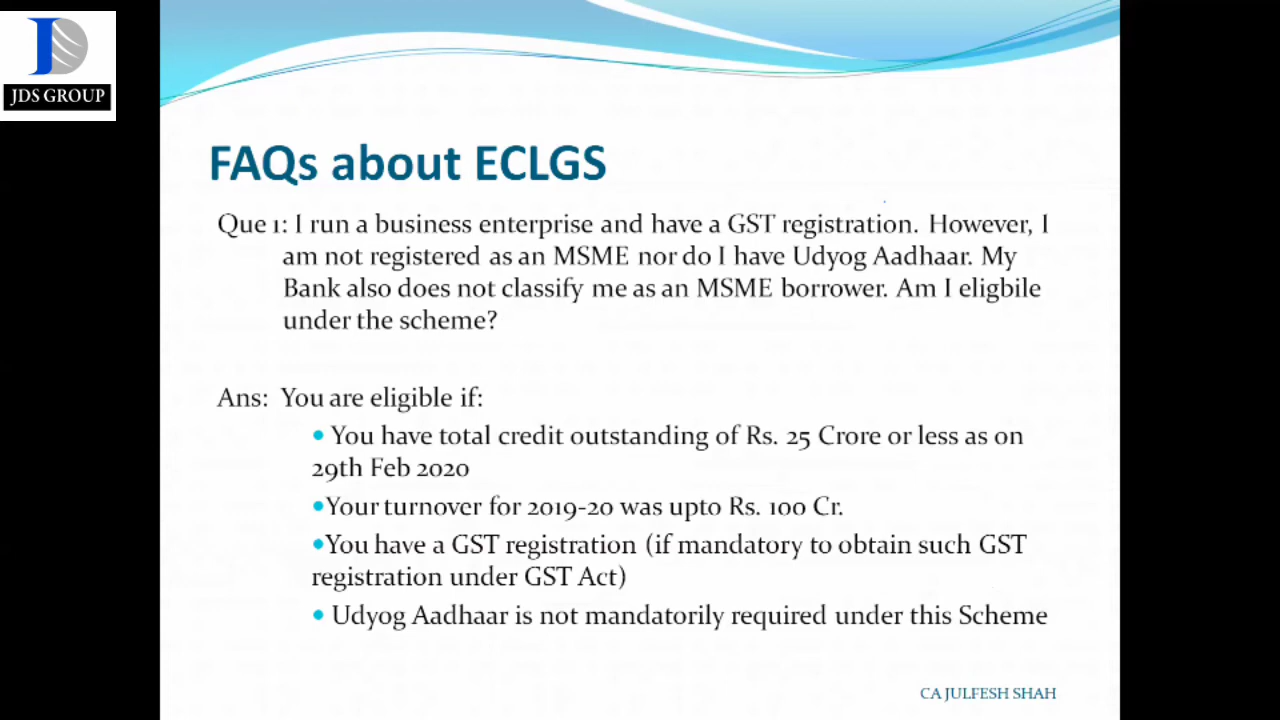 JDS GROUP
FAQs about ECLGS
Que 1: I run a business enterprise and have a GST registration. However, I
am not registered as an MSME nor do I have Udyog Aadhaar. My
Bank also does not classify me as an MSME borrower. Am I eligbile
under the scheme?
Ans: You are eligible if:
• You have total credit outstanding of Rs. 25 Crore or less as on
29th Feb 2020
•Your turnover for 2019-20 was upto Rs. 100 Cr.
•You have a GST registration (if mandatory to obtain such GST
registration under GST Act)
• Udyog Aadhaar is not mandatorily required under this Scheme
CA JULFESH SHAH